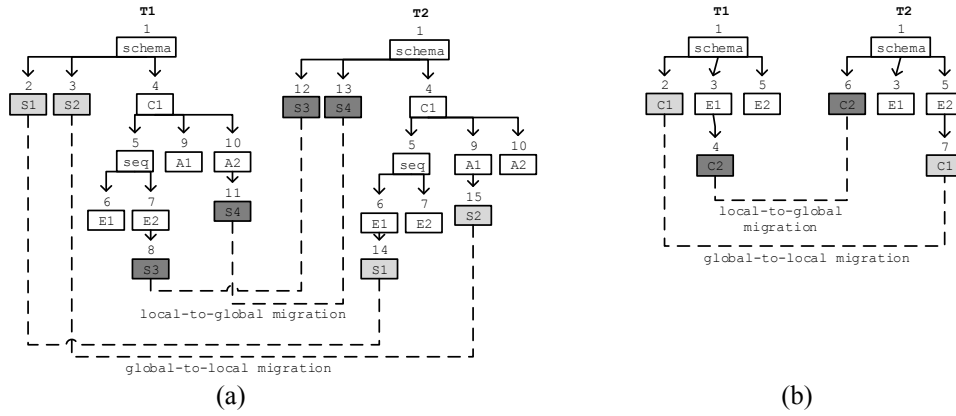 T1 T2 T1 T2
1 1 1 1
schema schema schema schema
2 3 4 12 13 4 2 3 5 6 3 5
S1 S2 C1 S3 S4 C1 C1 E1 E2 C2 E1 E2
5 9 10 5 9 10 4 7
seq A1 A2 seq A1 A2 C2 C1
6 7 11 6 7 15
E1 E2 S4 E1 E2 S2
8 14
S3 S1
local-to-global
migration
global-to-local migration
local-to-global migration
global-to-local migration
(a) (b)